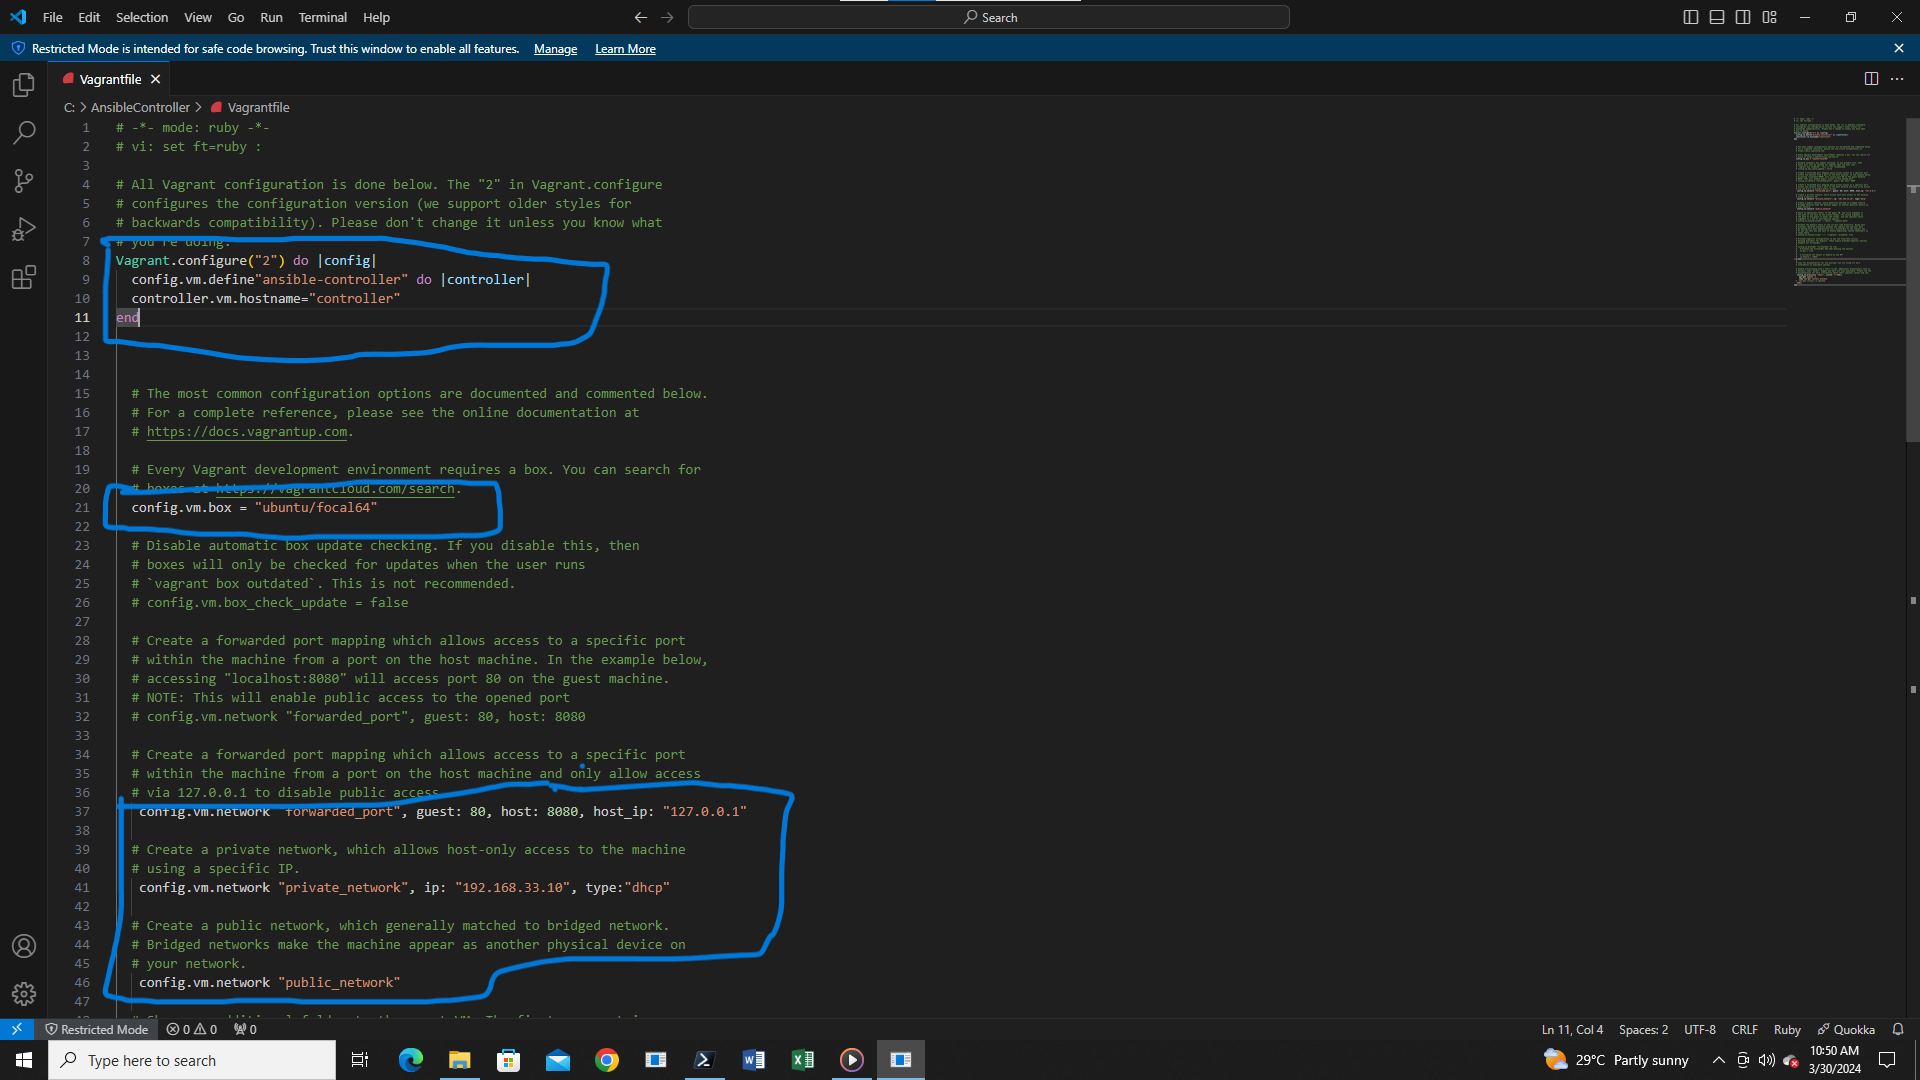 File Edit Selection View Go Run Terminal Help
Search
Restricted Mode is intended for safe code browsing. Trust this window to enable all features. Manage Learn More
Vagrantfile
C: > AnsibleController > Vagrantfile
1 # -*- mode: ruby -*-
2 # vi: set ft=ruby :
3
4 # All Vagrant configuration is done below. The "2" in Vagrant.configure
5 # configures the configuration version (we support older styles for
6 # backwards compatibility). Please don't change it unless you know what
7 # you're doing.
8 Vagrant.configure("2") do |config|
9 config.vm.define"ansible-controller" do |controller|
10 controller.vm.hostname="controller"
11 end
12
13
14
15 # The most common configuration options are documented and commented below.
16 # For a complete reference, please see the online documentation at
17 # https://docs.vagrantup.com.
18
19 # Every Vagrant development environment requires a box. You can search for
20 # boxes at https://vagrantcloud.com/search.
21 config.vm.box = "ubuntu/focal64"
22
23 # Disable automatic box update checking. If you disable this, then
24 # boxes will only be checked for updates when the user runs
25 # `vagrant box outdated`. This is not recommended.
26 # config.vm.box_check_update = false
27
28 # Create a forwarded port mapping which allows access to a specific port
29 # within the machine from a port on the host machine. In the example below,
30 # accessing "localhost:8080" will access port 80 on the guest machine.
31 # NOTE: This will enable public access to the opened port
32 # config.vm.network "forwarded_port", guest: 80, host: 8080
33
34 # Create a forwarded port mapping which allows access to a specific port
35 # within the machine from a port on the host machine and only allow access
36 # via 127.0.0.1 to disable public access
37 config.vm.network "forwarded_port", guest: 80, host: 8080, host_ip: "127.0.0.1"
38
39 # Create a private network, which allows host-only access to the machine
40 # using a specific IP.
41 config.vm.network "private_network", ip: "192.168.33.10", type:"dhcp"
42
43 # Create a public network, which generally matched to bridged network.
44 # Bridged networks make the machine appear as another physical device on
45 # your network.
46 config.vm.network "public_network"
47
Restricted Mode 0 0 0 Ln 11, Col 4 Spaces: 2 UTF-8 CRLF Ruby Quokka
Type here to search
29°C Partly sunny
10:50 AM
3/30/2024